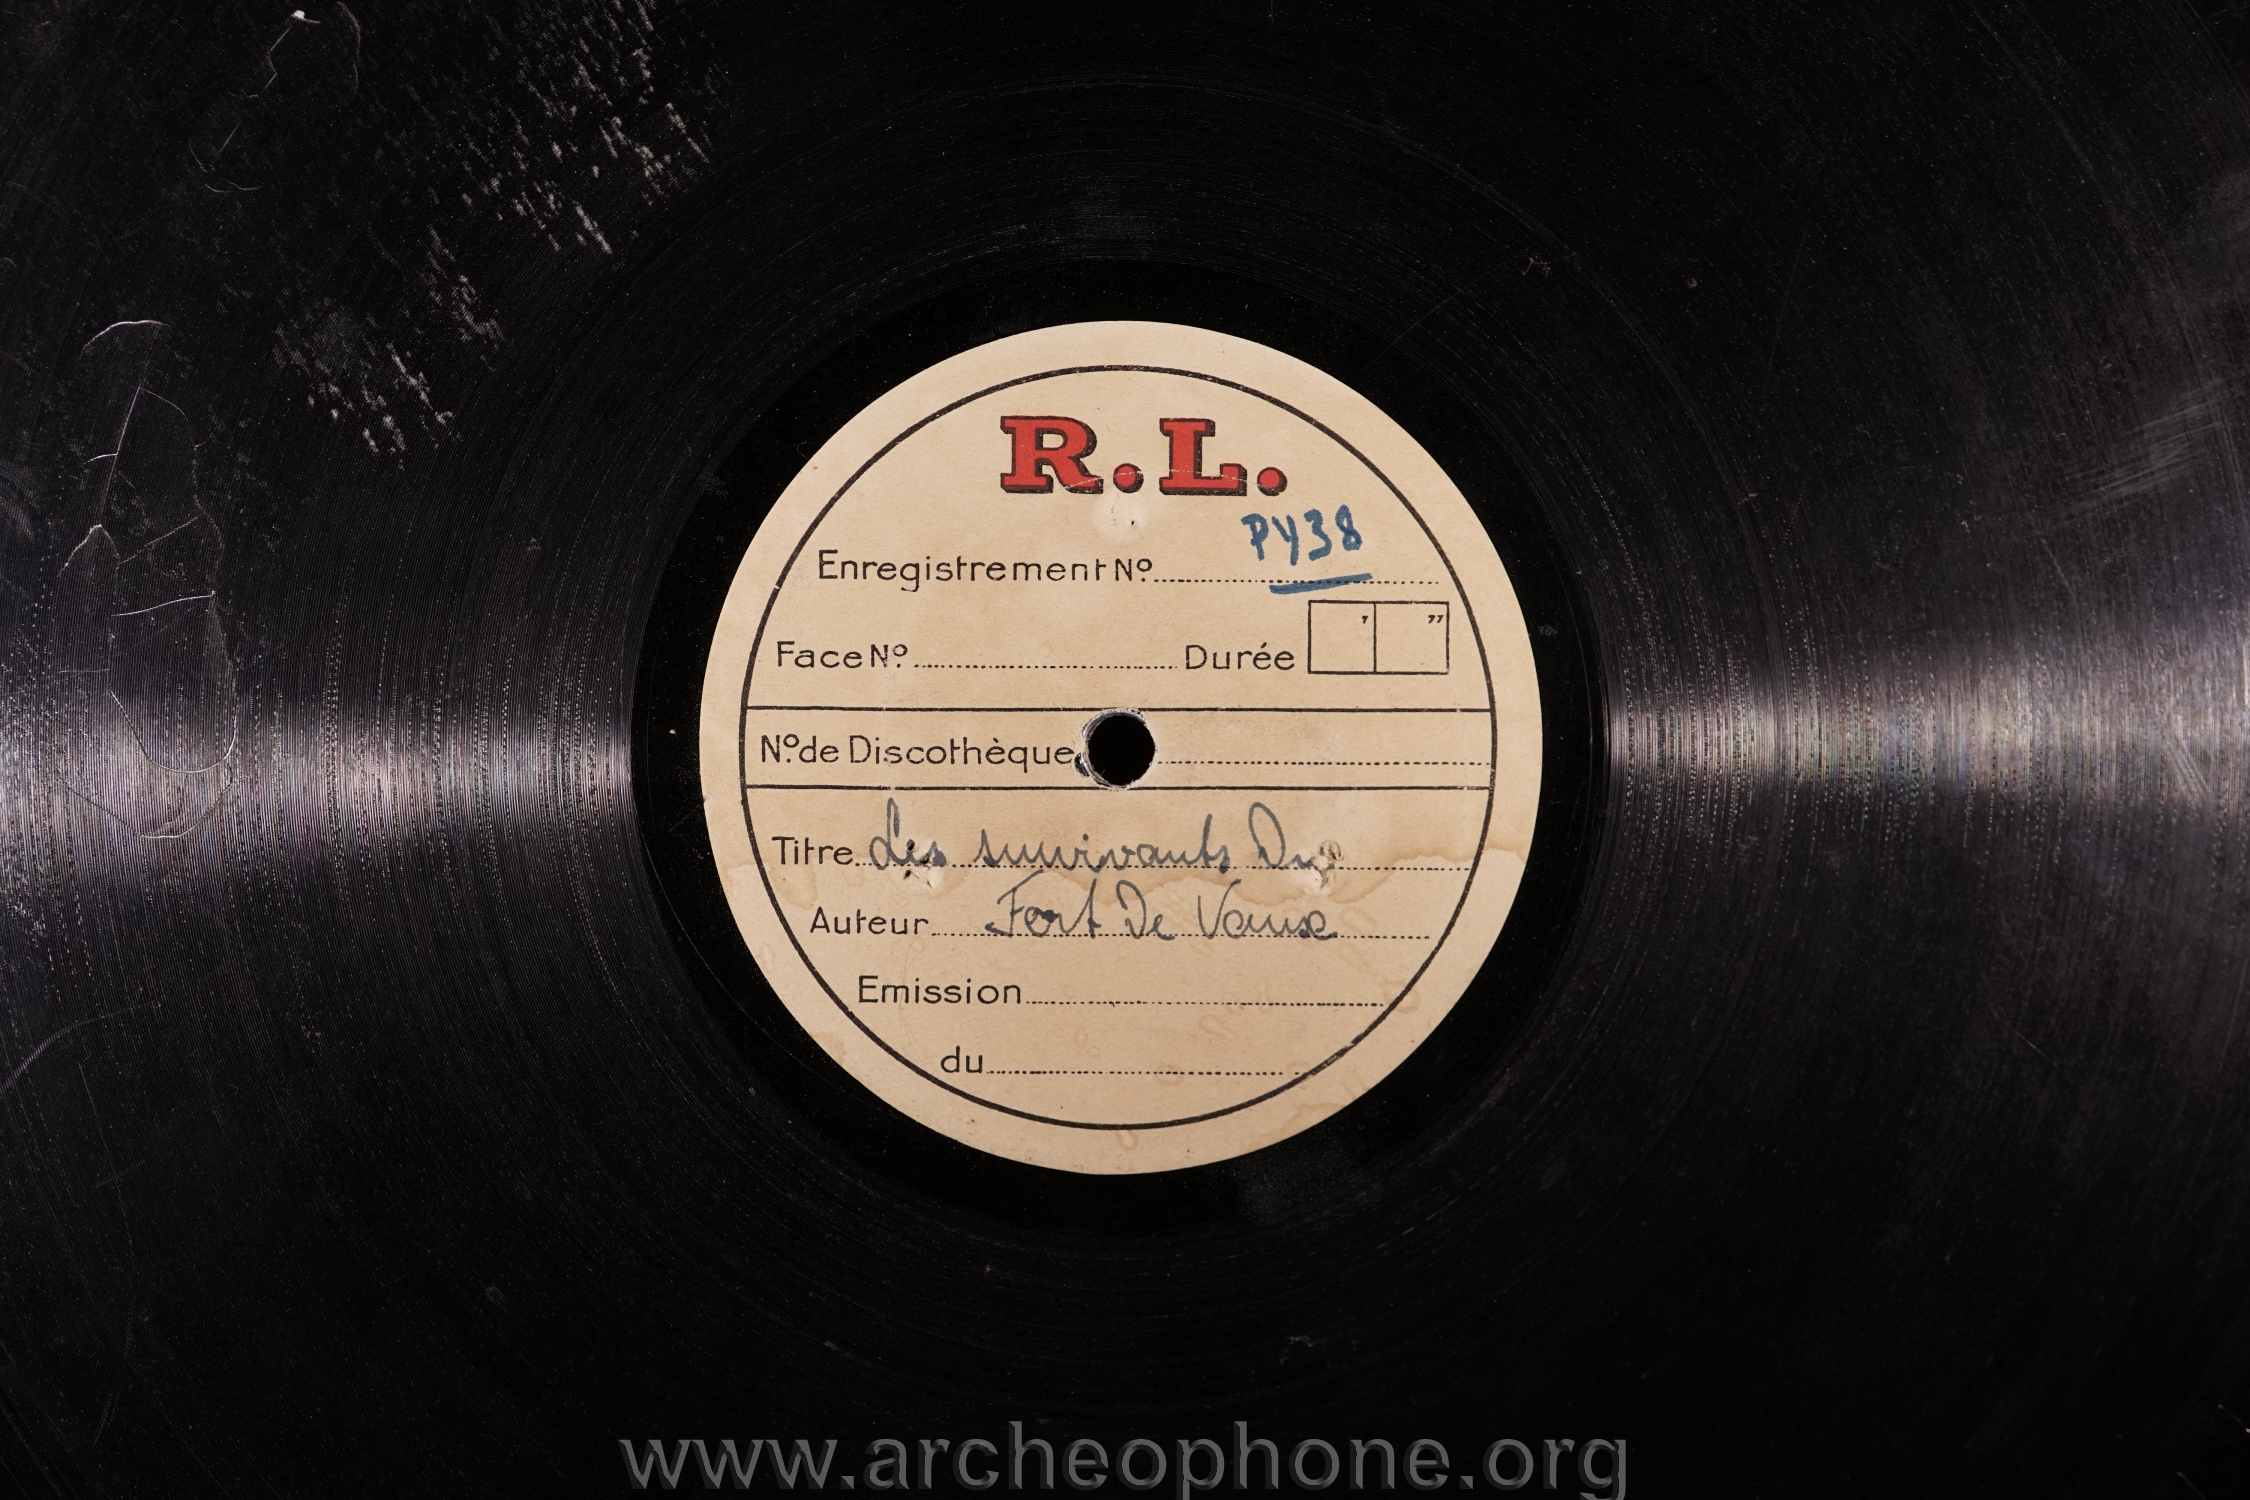 R.L.
PY38
Enregistrement Nº
Face Nº Durée ' "
Nº de Discothèque
Titre Les survivants Du
Auteur Fort De Vaux
Emission
du
www.archeophone.org